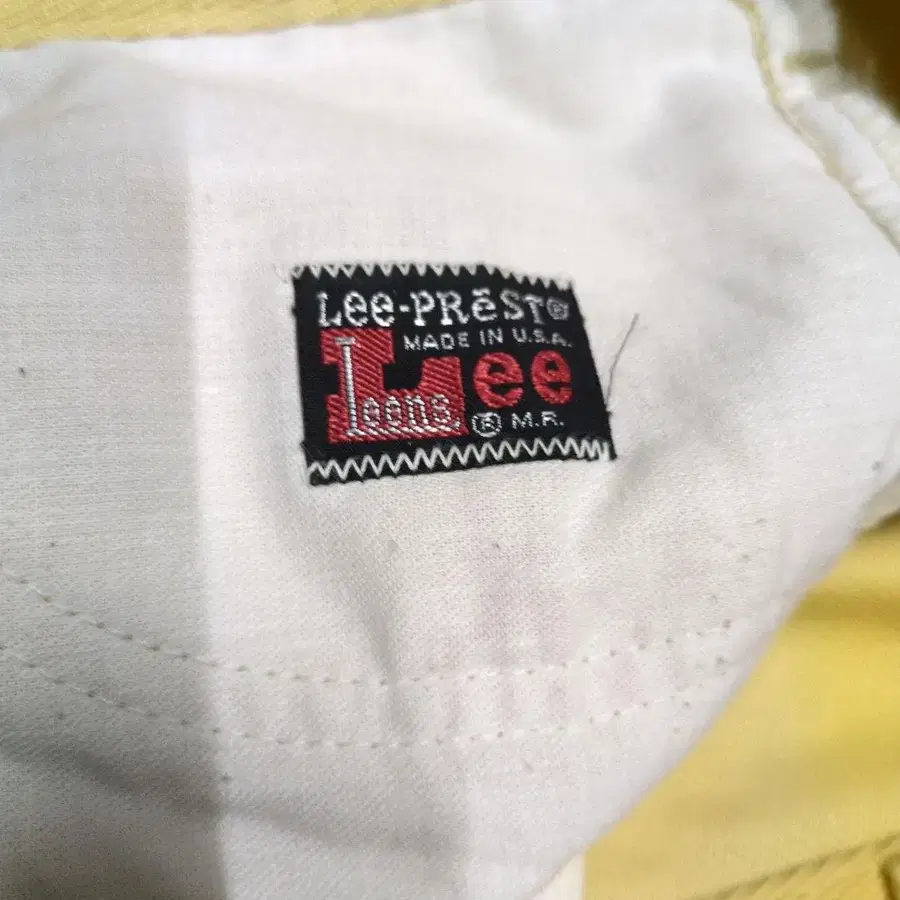 Lee-PRēST®
MADE IN U.S.A.
Lee
Leens
® M.R.